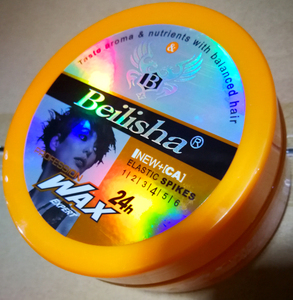 Taste aroma & nutrients with balanced hair
&
B
Beilisha®
[NEW+(CA]
ELASTIC SPIKES
1|2|3|4|5|6
WAX
24h